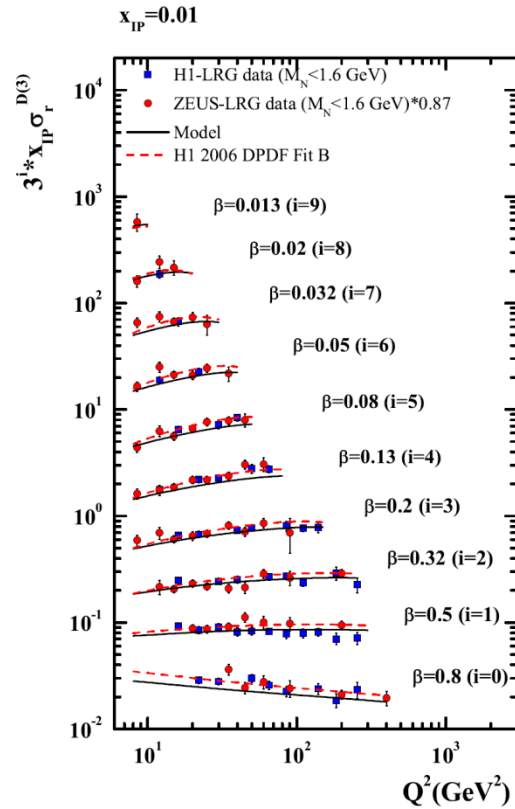 x_IP=0.01
H1-LRG data (M_N<1.6 GeV)
ZEUS-LRG data (M_N<1.6 GeV)*0.87
Model
H1 2006 DPDF Fit B
3^i*x_IP σ_r^D(3)
10^4
10^3
10^2
10
1
10^-1
10^-2
β=0.013 (i=9)
β=0.02 (i=8)
β=0.032 (i=7)
β=0.05 (i=6)
β=0.08 (i=5)
β=0.13 (i=4)
β=0.2 (i=3)
β=0.32 (i=2)
β=0.5 (i=1)
β=0.8 (i=0)
10^1 10^2 10^3
Q^2(GeV^2)